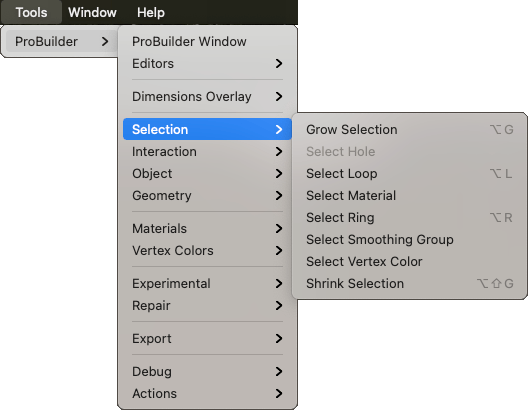 Tools Window Help
ProBuilder
ProBuilder Window
Editors
Dimensions Overlay
Selection
Interaction
Object
Geometry
Materials
Vertex Colors
Experimental
Repair
Export
Debug
Actions
Grow Selection ⌥G
Select Hole
Select Loop ⌥L
Select Material
Select Ring ⌥R
Select Smoothing Group
Select Vertex Color
Shrink Selection ⌥⇧G